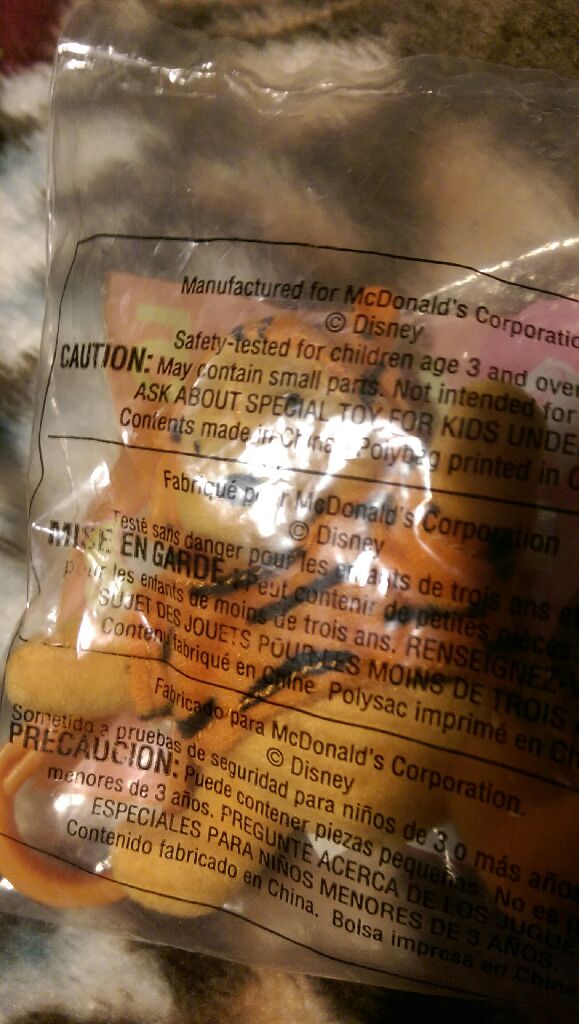 Manufactured for McDonald's Corporatio
© Disney
Safety-tested for children age 3 and over
CAUTION: May contain small parts. Not intended for
ASK ABOUT SPECIAL TOY FOR KIDS UNDE
Contents made in China Polybag printed in C
Fabriqué pour McDonald's Corporation
© Disney
Testé sans danger pour les enfants de trois ans e
MISE EN GARDE Peut contenir de petites pièces
pour les enfants de moins de trois ans. RENSEIGNEZ-
SUJET DES JOUETS POUR LES MOINS DE TROIS
Contenu fabriqué en Chine Polysac imprimé en Ch
Fabricado para McDonald's Corporation.
© Disney
Sometido a pruebas de seguridad para niños de 3 o más año
PRECAUCION: Puede contener piezas pequeñas. No es
menores de 3 años. PREGUNTE ACERCA DE LOS JUGUE
ESPECIALES PARA NIÑOS MENORES DE 3 AÑOS.
Contenido fabricado en China. Bolsa impresa en China